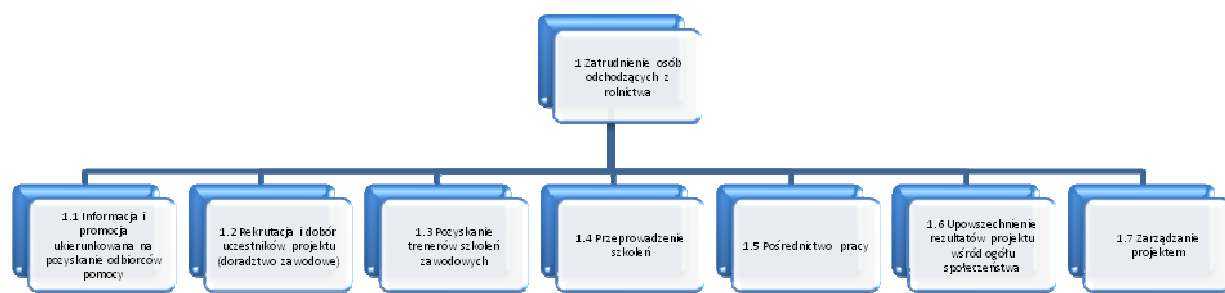 1 Zatrudnienie osób
odchodzących z
rolnictwa
1.1 Informacja i
promocja
ukierunkowana na
pozyskanie odbiorców
pomocy
1.2 Rekrutacja i dobór
uczestników projektu
(doradztwo zawodowe)
1.3 Pozyskanie
trenerów szkoleń
zawodowych
1.4 Przeprowadzenie
szkoleń
1.5 Pośrednictwo pracy
1.6 Upowszechnienie
rezultatów projektu
wśród ogółu
społeczeństwa
1.7 Zarządzanie
projektem